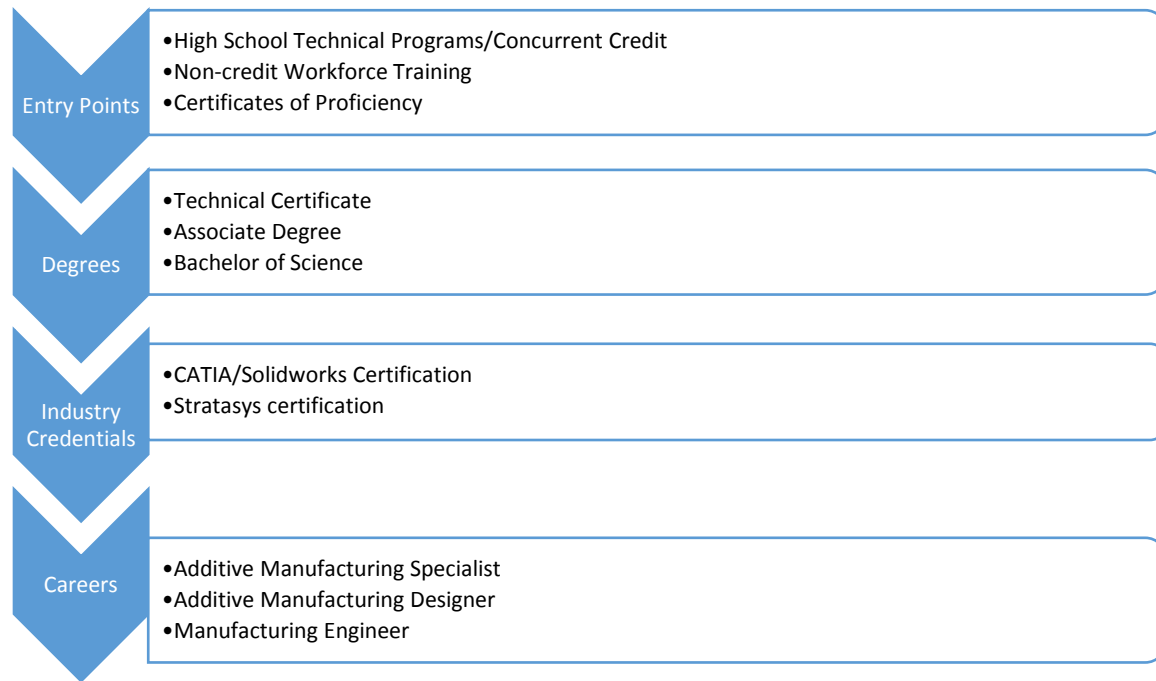 Entry Points
•High School Technical Programs/Concurrent Credit
•Non-credit Workforce Training
•Certificates of Proficiency
Degrees
•Technical Certificate
•Associate Degree
•Bachelor of Science
Industry
Credentials
•CATIA/Solidworks Certification
•Stratasys certification
Careers
•Additive Manufacturing Specialist
•Additive Manufacturing Designer
•Manufacturing Engineer